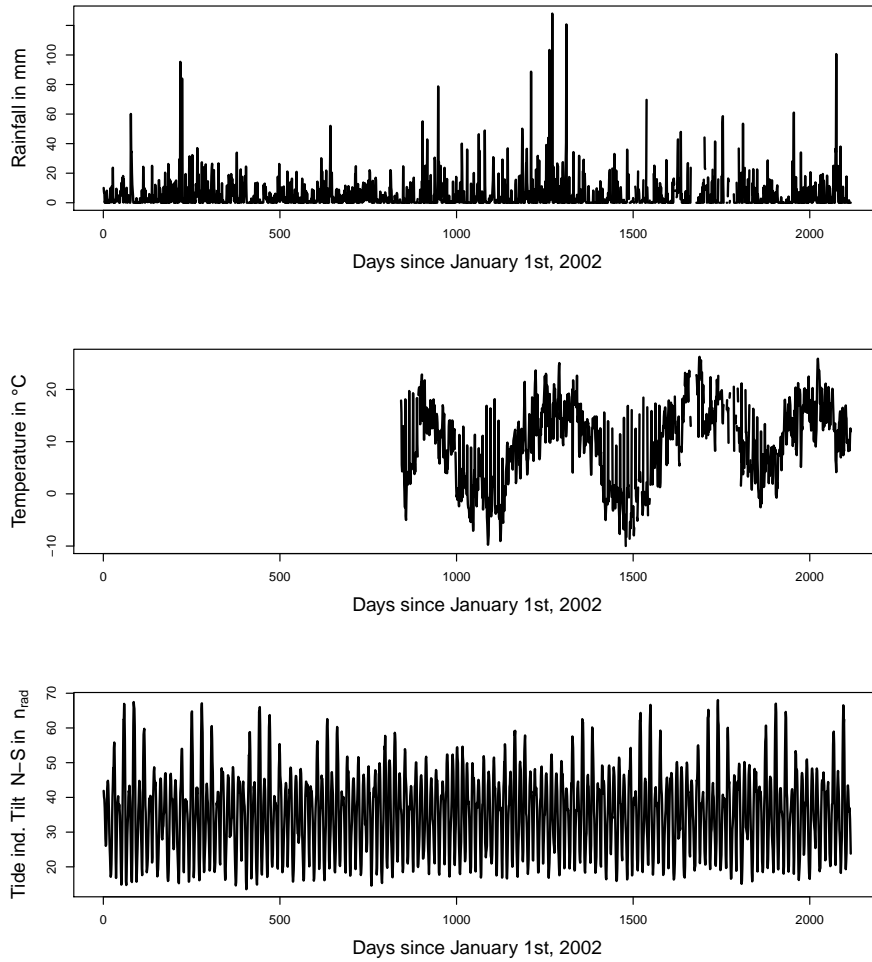 Rainfall in mm
0 20 40 60 80 100
0 500 1000 1500 2000
Days since January 1st, 2002
Temperature in °C
−10 0 10 20
0 500 1000 1500 2000
Days since January 1st, 2002
Tide ind. Tilt N−S in nrad
20 30 40 50 60 70
0 500 1000 1500 2000
Days since January 1st, 2002